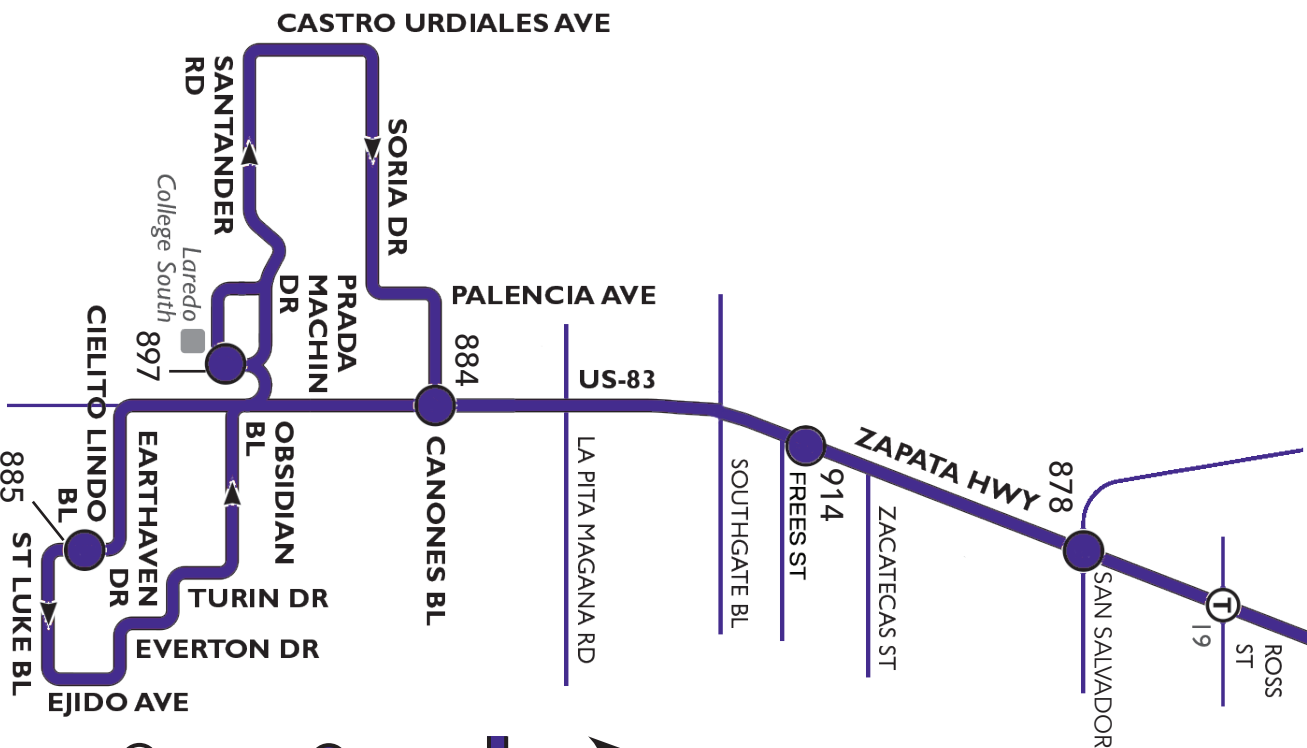 CASTRO URDIALES AVE
SANTANDER
RD
SORIA DR
Laredo
College South
PRADA
MACHIN
DR
PALENCIA AVE
897
884
US-83
CIELITO LINDO
BL
885
EARTHAVEN
DR
OBSIDIAN
BL
CANONES BL
LA PITA MAGANA RD
SOUTHGATE BL
FREES ST
914
ZAPATA HWY
ZACATECAS ST
878
SAN SALVADOR
T
19
ROSS
ST
ST LUKE BL
TURIN DR
EVERTON DR
EJIDO AVE